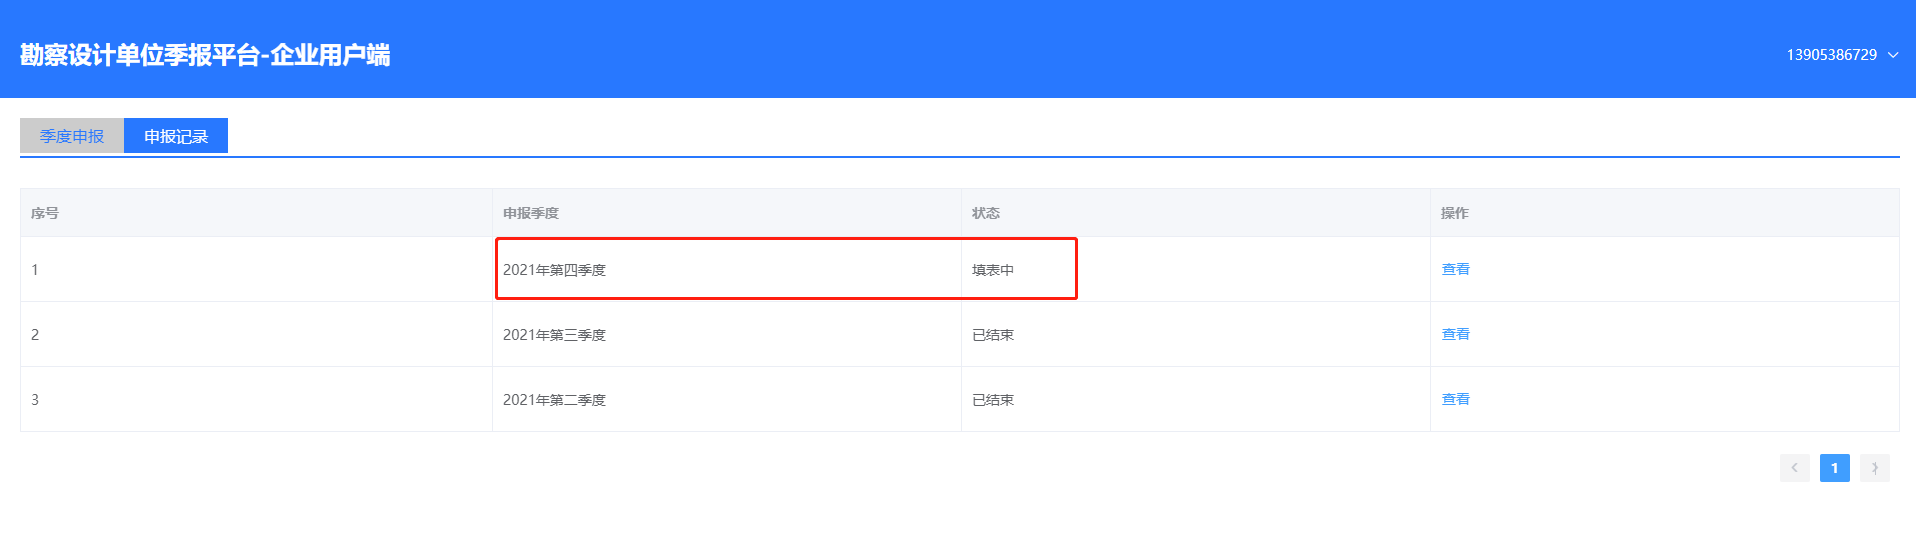 勘察设计单位季报平台-企业用户端
13905386729
季度申报 申报记录
序号 申报季度 状态 操作
1 2021年第四季度 填表中 查看
2 2021年第三季度 已结束 查看
3 2021年第二季度 已结束 查看
1